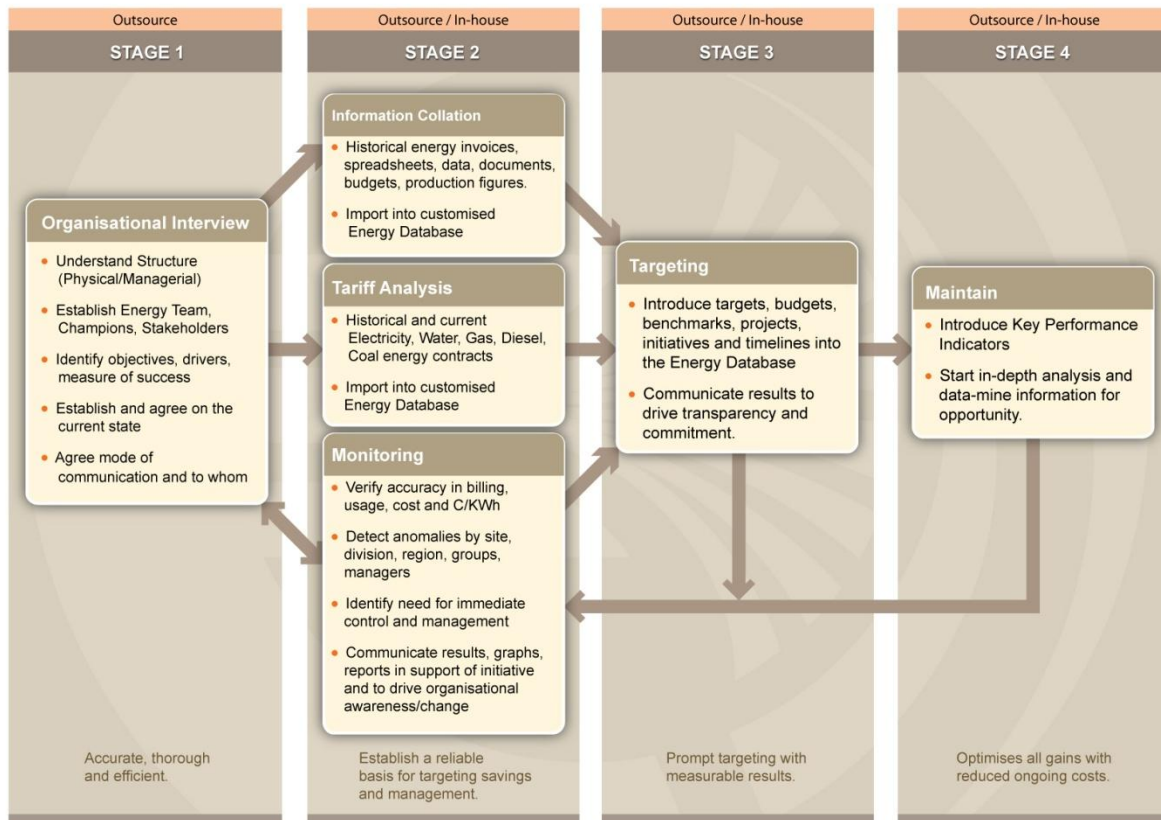 Outsource
STAGE 1
Organisational Interview
• Understand Structure
(Physical/Managerial)
• Establish Energy Team,
Champions, Stakeholders
• Identify objectives, drivers,
measure of success
• Establish and agree on the
current state
• Agree mode of
communication and to whom
Accurate, thorough
and efficient.
Outsource / In-house
STAGE 2
Information Collation
• Historical energy invoices,
spreadsheets, data, documents,
budgets, production figures.
• Import into customised
Energy Database
Tariff Analysis
• Historical and current
Electricity, Water, Gas, Diesel,
Coal energy contracts
• Import into customised
Energy Database
Monitoring
• Verify accuracy in billing,
usage, cost and C/KWh
• Detect anomalies by site,
division, region, groups,
managers
• Identify need for immediate
control and management
• Communicate results, graphs,
reports in support of initiative
and to drive organisational
awareness/change
Establish a reliable
basis for targeting savings
and management.
Outsource / In-house
STAGE 3
Targeting
• Introduce targets, budgets,
benchmarks, projects,
initiatives and timelines into
the Energy Database
• Communicate results to
drive transparency and
commitment.
Prompt targeting with
measurable results.
Outsource / In-house
STAGE 4
Maintain
• Introduce Key Performance
Indicators
• Start in-depth analysis and
data-mine information for
opportunity.
Optimises all gains with
reduced ongoing costs.